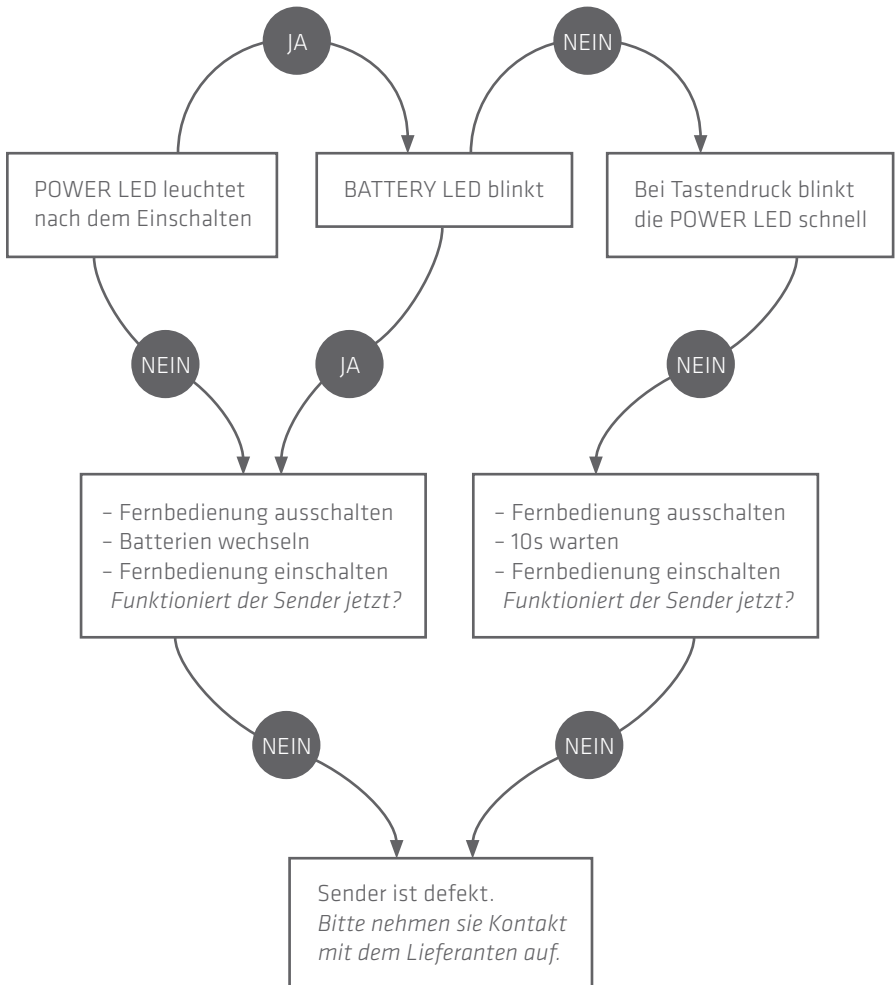 JA
NEIN
POWER LED leuchtet
nach dem Einschalten
BATTERY LED blinkt
Bei Tastendruck blinkt
die POWER LED schnell
NEIN
JA
NEIN
– Fernbedienung ausschalten
– Batterien wechseln
– Fernbedienung einschalten
Funktioniert der Sender jetzt?
– Fernbedienung ausschalten
– 10s warten
– Fernbedienung einschalten
Funktioniert der Sender jetzt?
NEIN
NEIN
Sender ist defekt.
Bitte nehmen sie Kontakt
mit dem Lieferanten auf.